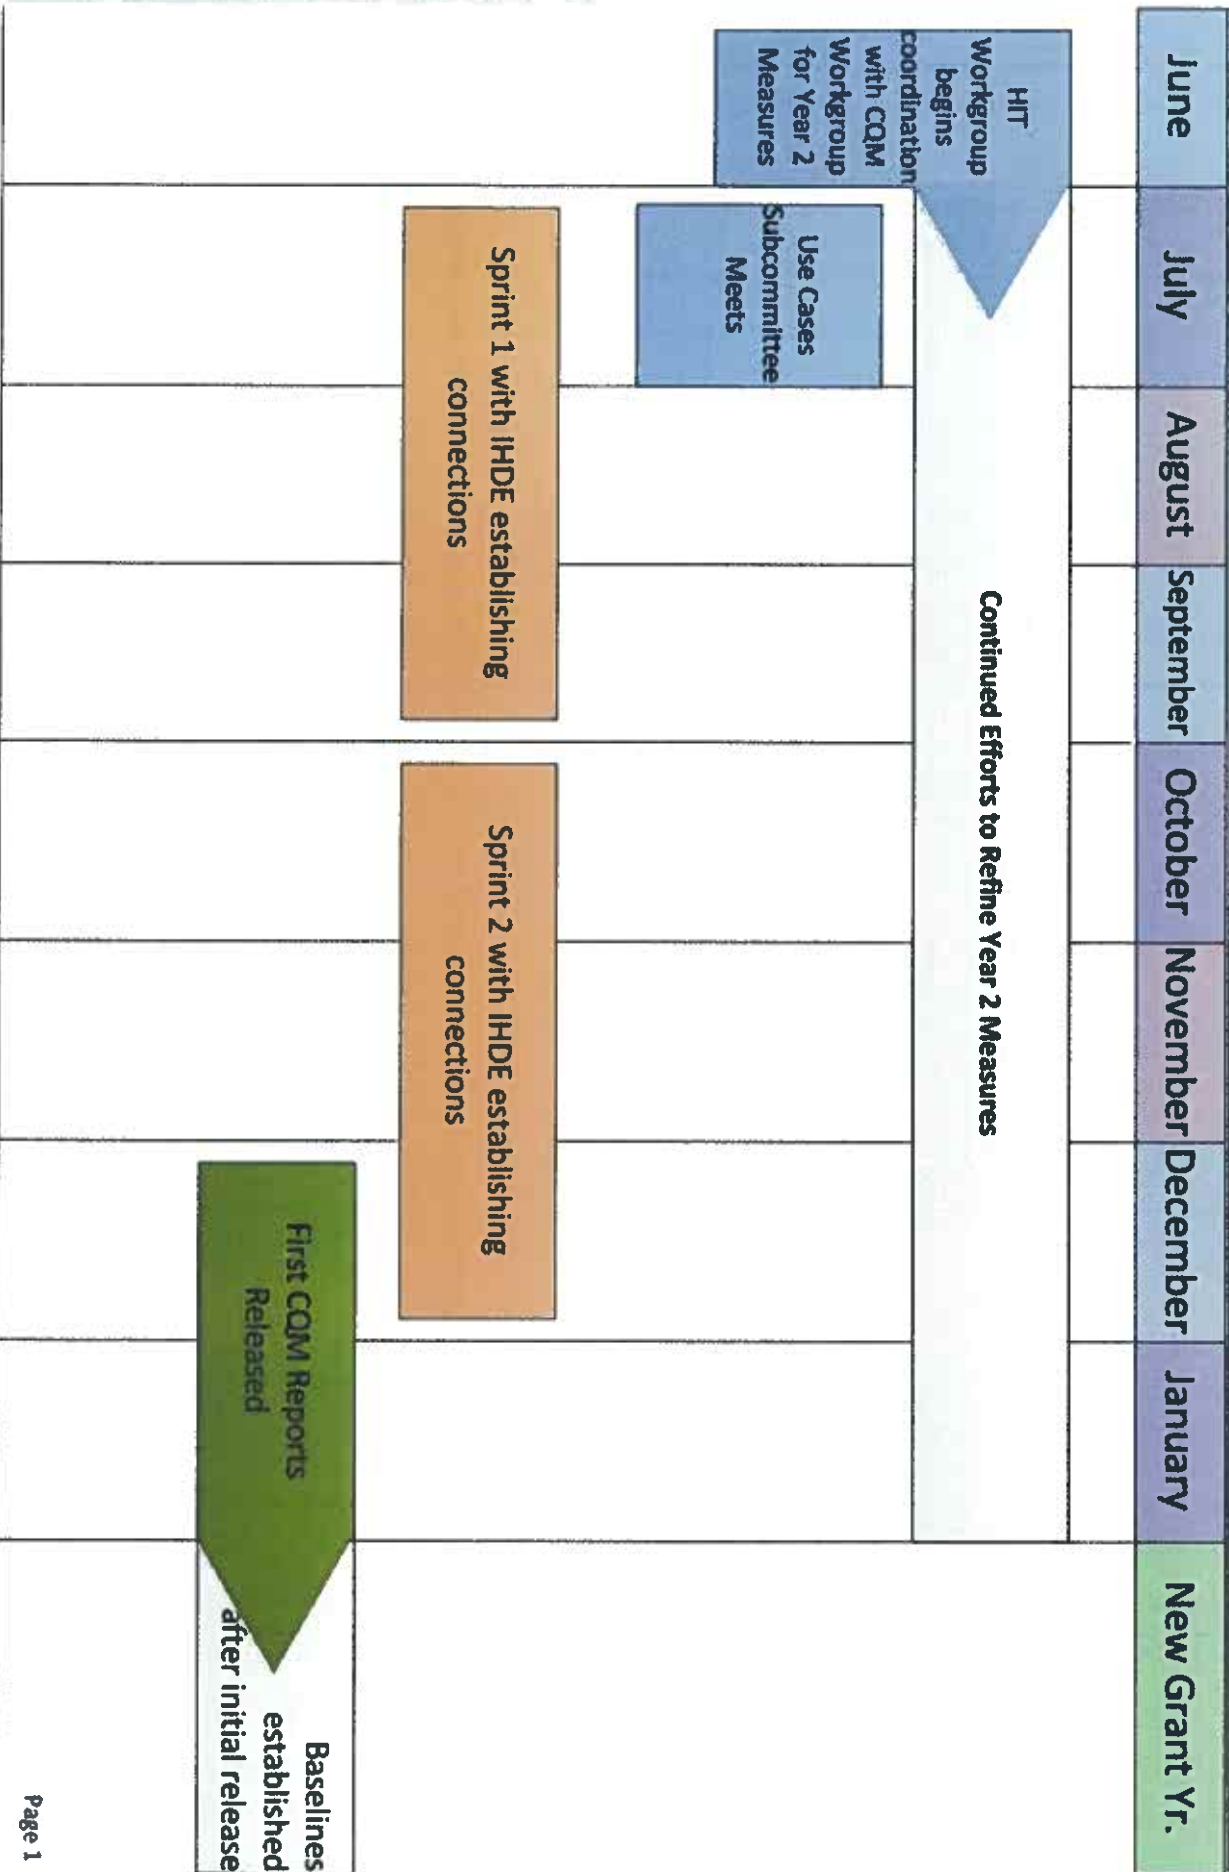 June
July
August
September
October
November
December
January
New Grant Yr.
HIT
Workgroup
begins
coordination
with CQM
Workgroup
for Year 2
Measures
Continued Efforts to Refine Year 2 Measures
Use Cases
Subcommittee
Meets
Sprint 1 with IHDE establishing
connections
Sprint 2 with IHDE establishing
connections
First CQM Reports
Released
Baselines
established
after initial release
Page 1